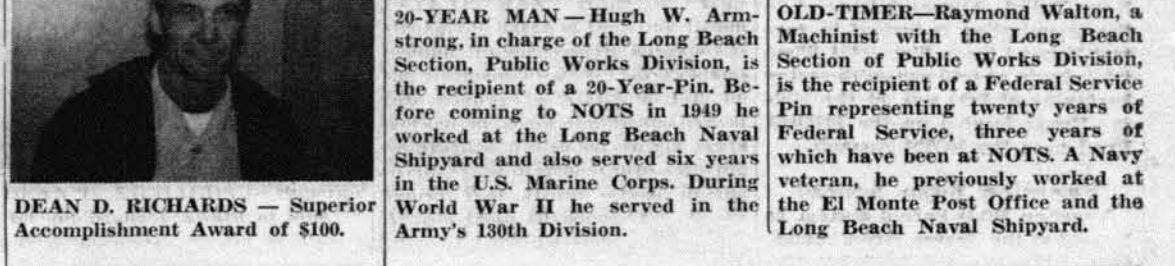 DEAN D. RICHARDS — Superior
Accomplishment Award of $100.
20-YEAR MAN — Hugh W. Arm-
strong, in charge of the Long Beach
Section, Public Works Division, is
the recipient of a 20-Year-Pin. Be-
fore coming to NOTS in 1949 he
worked at the Long Beach Naval
Shipyard and also served six years
in the U.S. Marine Corps. During
World War II he served in the
Army's 130th Division.
OLD-TIMER—Raymond Walton, a
Machinist with the Long Beach
Section of Public Works Division,
is the recipient of a Federal Service
Pin representing twenty years of
Federal Service, three years of
which have been at NOTS. A Navy
veteran, he previously worked at
the El Monte Post Office and the
Long Beach Naval Shipyard.